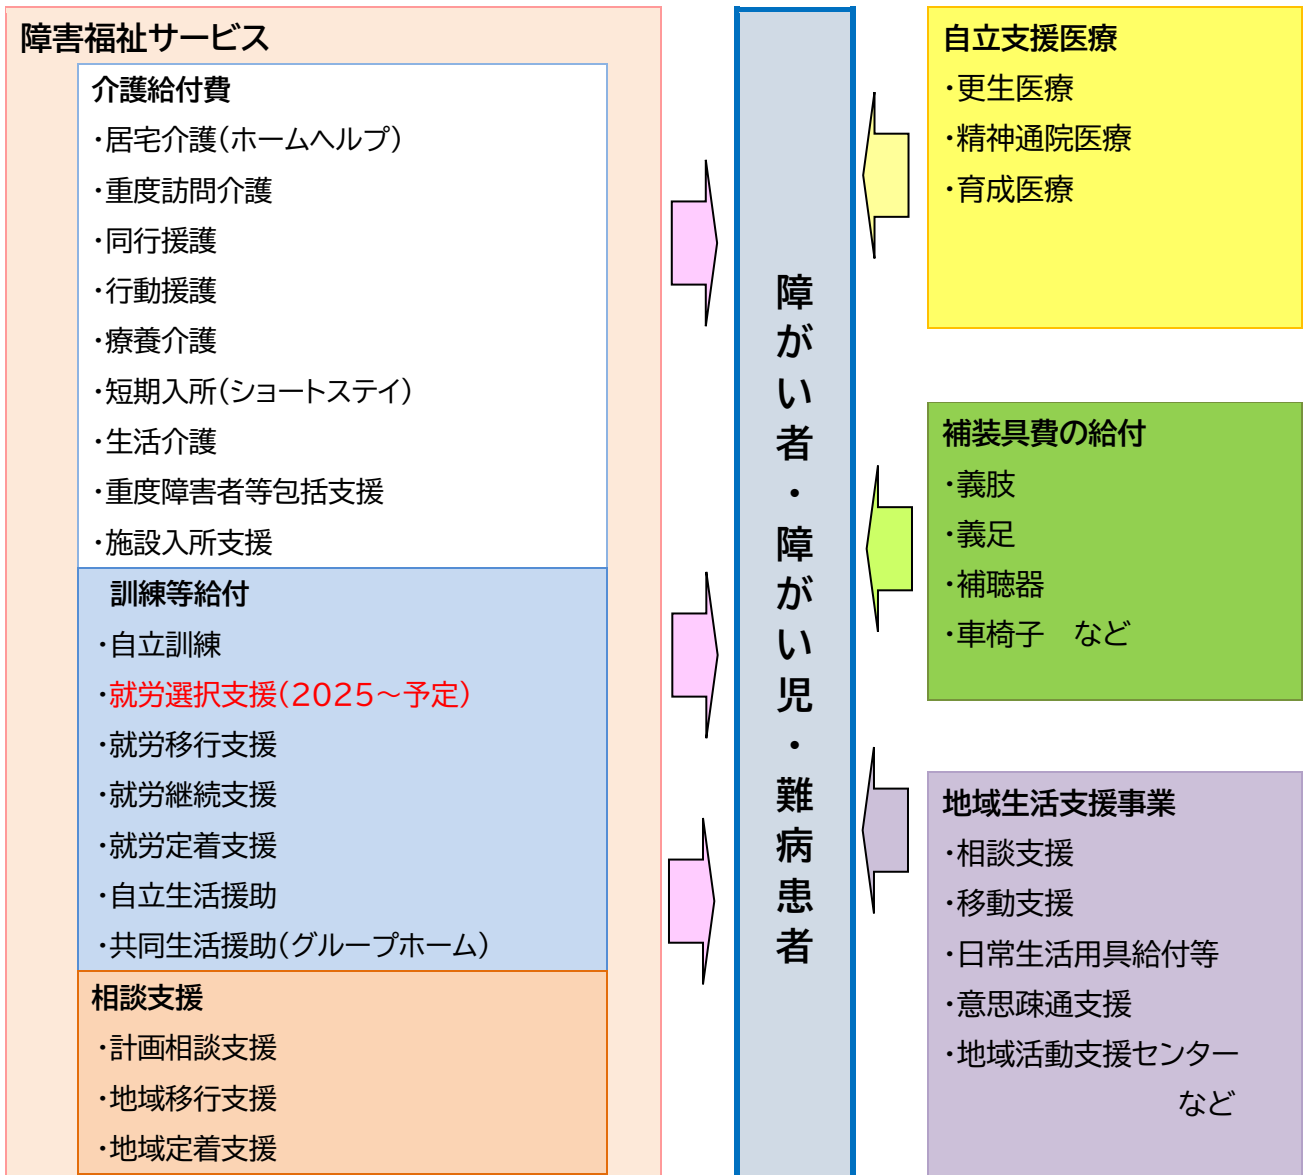 障害福祉サービス
介護給付費
・居宅介護(ホームヘルプ)
・重度訪問介護
・同行援護
・行動援護
・療養介護
・短期入所(ショートステイ)
・生活介護
・重度障害者等包括支援
・施設入所支援
訓練等給付
・自立訓練
・就労選択支援(2025～予定)
・就労移行支援
・就労継続支援
・就労定着支援
・自立生活援助
・共同生活援助(グループホーム)
相談支援
・計画相談支援
・地域移行支援
・地域定着支援
障がい者・障がい児・難病患者
自立支援医療
・更生医療
・精神通院医療
・育成医療
補装具費の給付
・義肢
・義足
・補聴器
・車椅子　など
地域生活支援事業
・相談支援
・移動支援
・日常生活用具給付等
・意思疎通支援
・地域活動支援センター
など